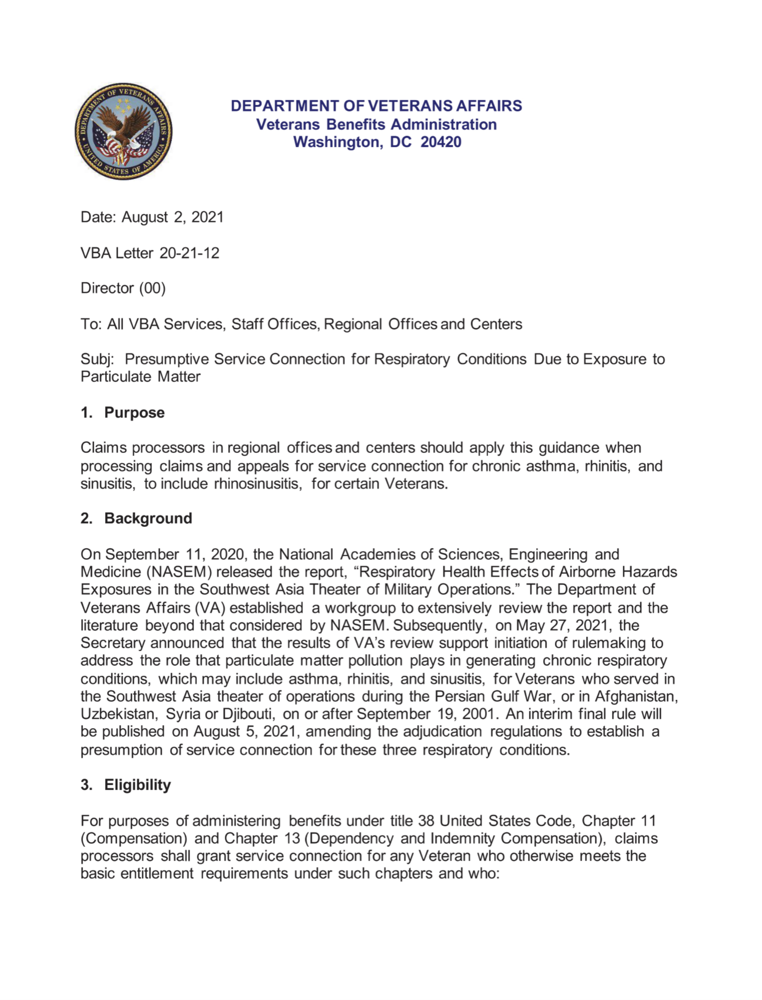 DEPARTMENT OF VETERANS AFFAIRS
UNITED STATES OF AMERICA
DEPARTMENT OF VETERANS AFFAIRS
Veterans Benefits Administration
Washington, DC 20420
Date: August 2, 2021
VBA Letter 20-21-12
Director (00)
To: All VBA Services, Staff Offices, Regional Offices and Centers
Subj: Presumptive Service Connection for Respiratory Conditions Due to Exposure to
Particulate Matter
1. Purpose
Claims processors in regional offices and centers should apply this guidance when
processing claims and appeals for service connection for chronic asthma, rhinitis, and
sinusitis, to include rhinosinusitis, for certain Veterans.
2. Background
On September 11, 2020, the National Academies of Sciences, Engineering and
Medicine (NASEM) released the report, “Respiratory Health Effects of Airborne Hazards
Exposures in the Southwest Asia Theater of Military Operations.” The Department of
Veterans Affairs (VA) established a workgroup to extensively review the report and the
literature beyond that considered by NASEM. Subsequently, on May 27, 2021, the
Secretary announced that the results of VA’s review support initiation of rulemaking to
address the role that particulate matter pollution plays in generating chronic respiratory
conditions, which may include asthma, rhinitis, and sinusitis, for Veterans who served in
the Southwest Asia theater of operations during the Persian Gulf War, or in Afghanistan,
Uzbekistan, Syria or Djibouti, on or after September 19, 2001. An interim final rule will
be published on August 5, 2021, amending the adjudication regulations to establish a
presumption of service connection for these three respiratory conditions.
3. Eligibility
For purposes of administering benefits under title 38 United States Code, Chapter 11
(Compensation) and Chapter 13 (Dependency and Indemnity Compensation), claims
processors shall grant service connection for any Veteran who otherwise meets the
basic entitlement requirements under such chapters and who: